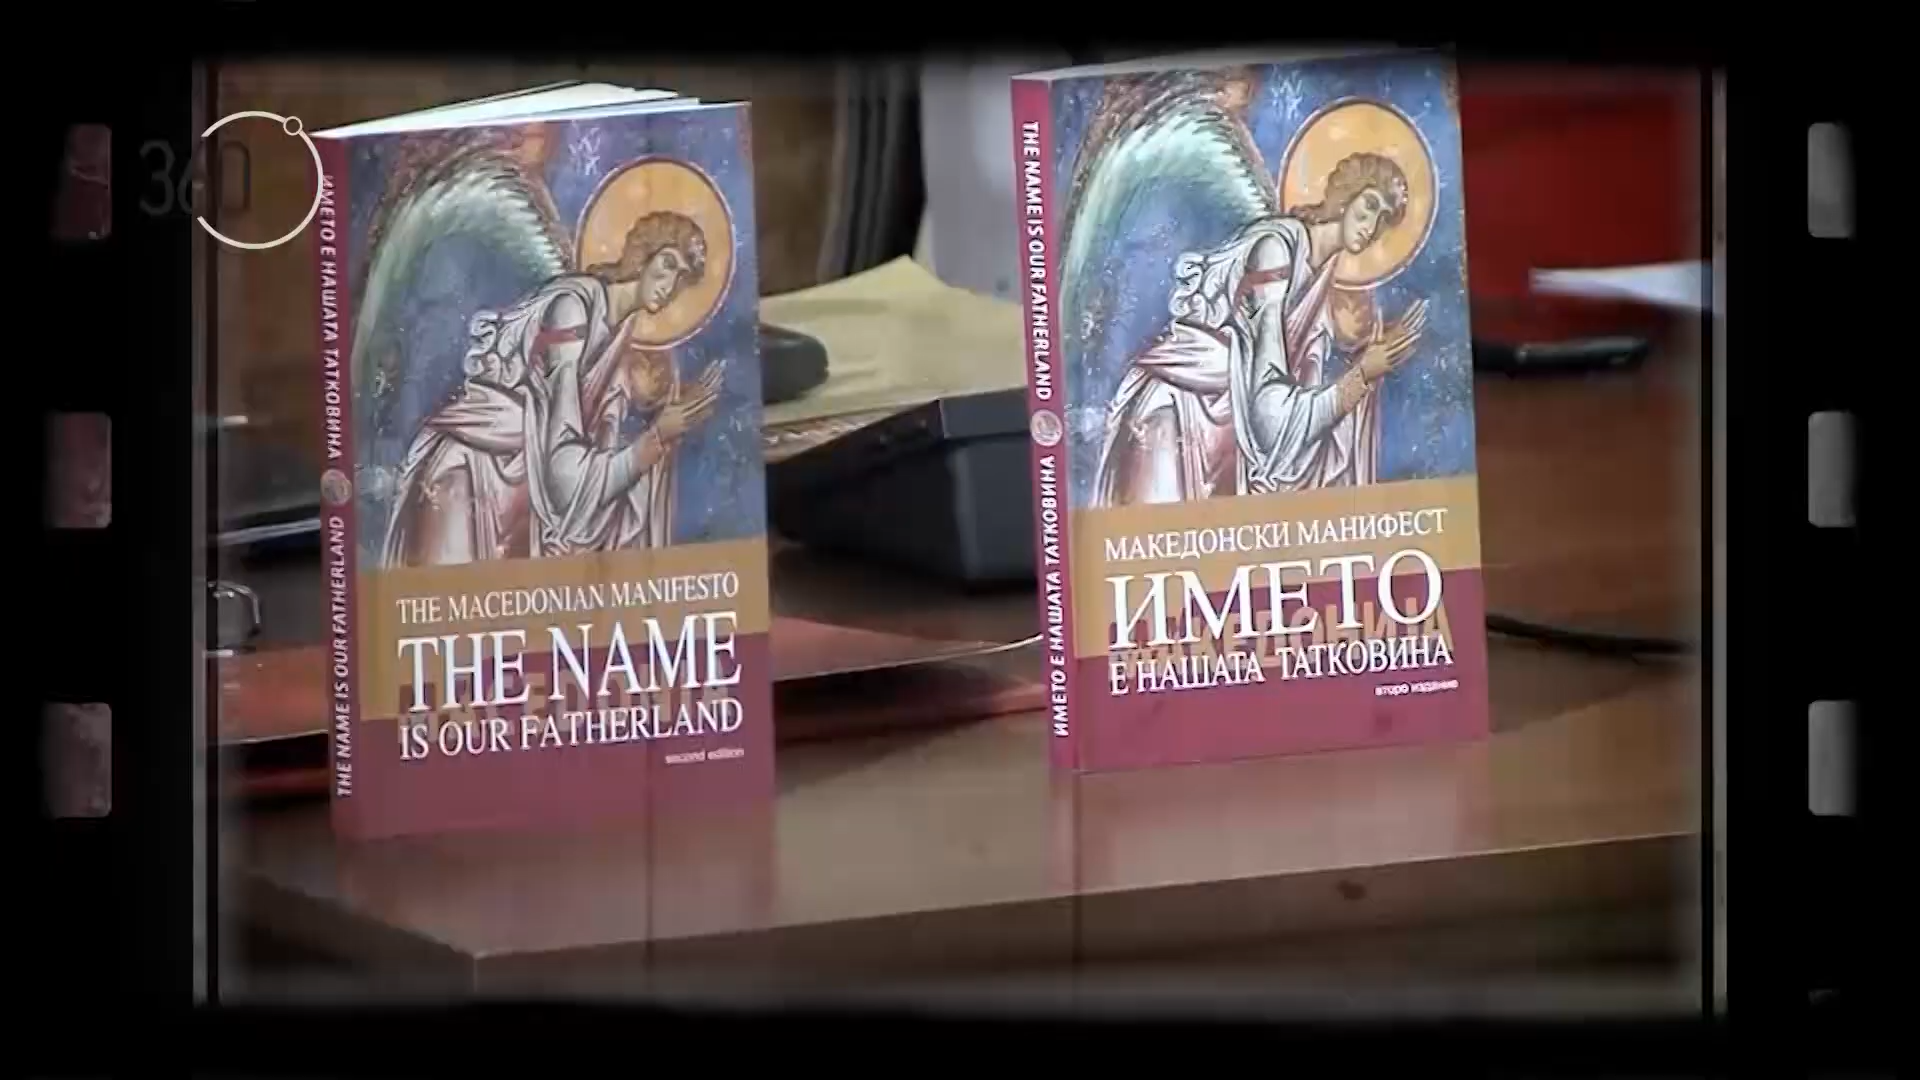 360
ИМЕТО Е НАШАТА ТАТКОВИНА
THE NAME IS OUR FATHERLAND
THE MACEDONIAN MANIFESTO
THE NAME
IS OUR FATHERLAND
second edition
THE NAME IS OUR FATHERLAND
ИМЕТО Е НАШАТА ТАТКОВИНА
МАКЕДОНСКИ МАНИФЕСТ
ИМЕТО
МАКЕДОНИЈА
Е НАШАТА ТАТКОВИНА
второ издание